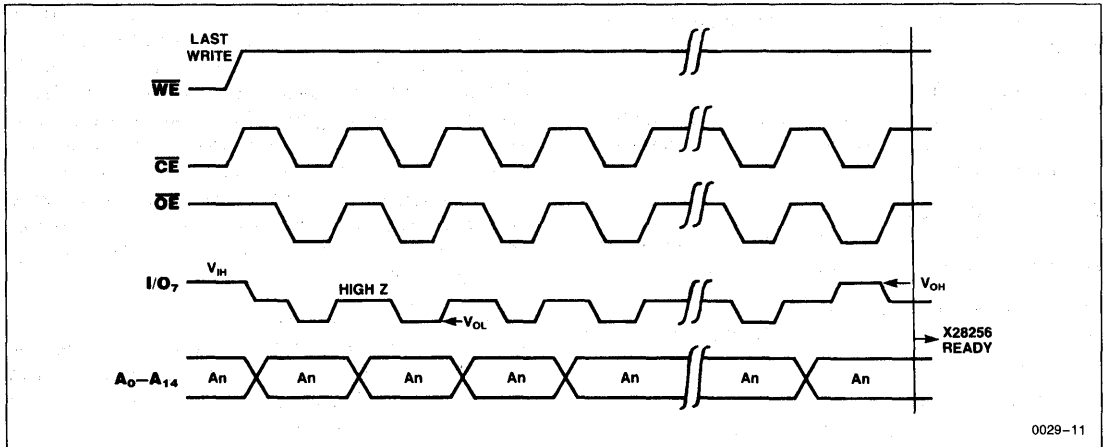 LAST
WRITE
WE
CE
OE
VIH
I/O7
HIGH Z
VOL
VOH
X28256
READY
A0–A14
An An An An An An An
0029–11